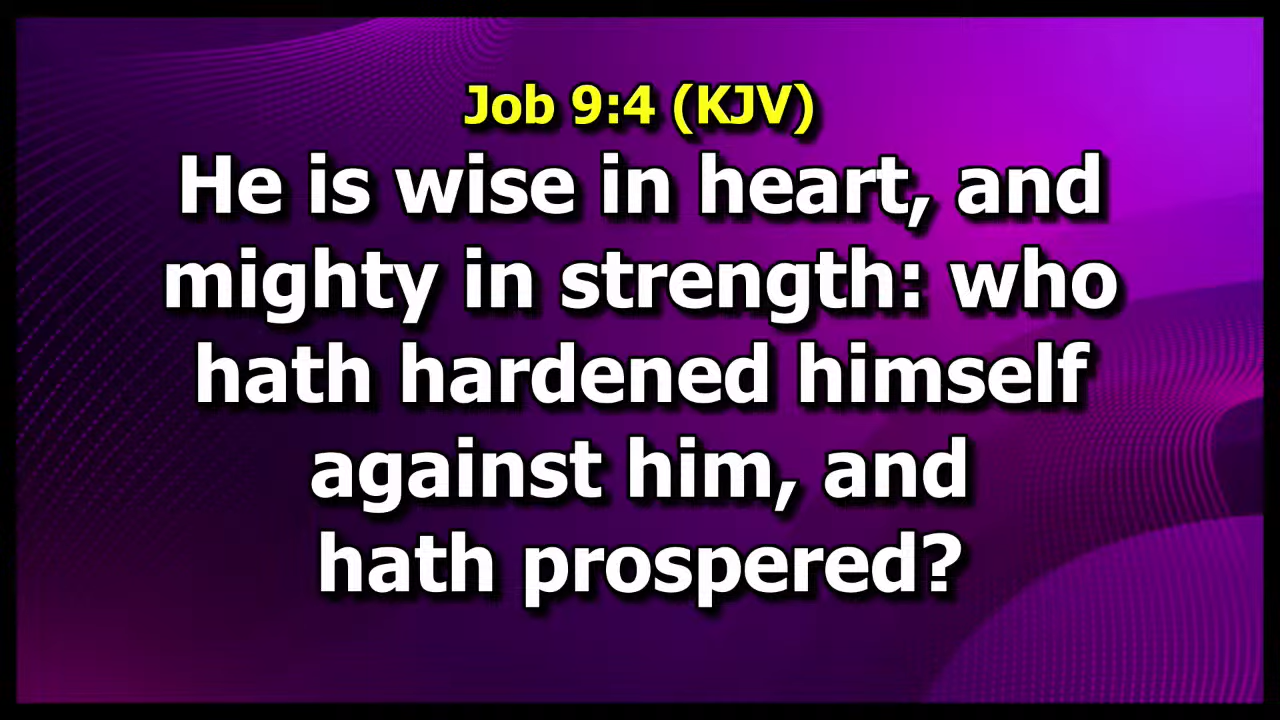 Job 9:4 (KJV)
He is wise in heart, and
mighty in strength: who
hath hardened himself
against him, and
hath prospered?